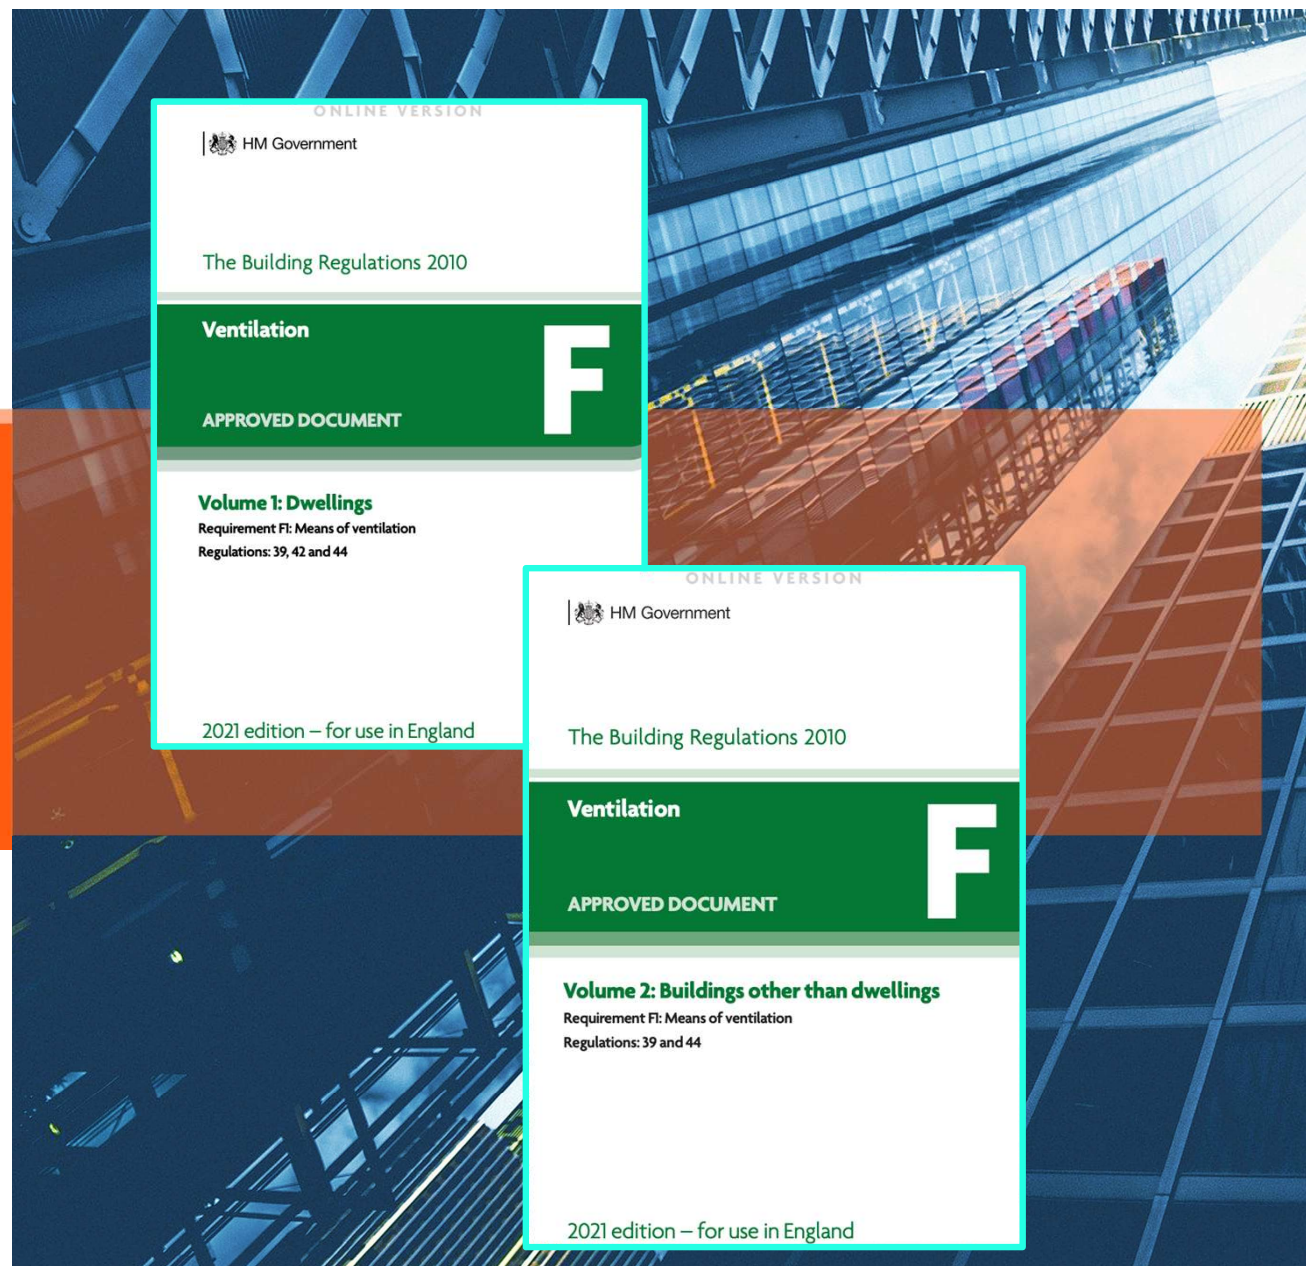 ONLINE VERSION
HM Government
The Building Regulations 2010
Ventilation
F
APPROVED DOCUMENT
Volume 1: Dwellings
Requirement F1: Means of ventilation
Regulations: 39, 42 and 44
2021 edition – for use in England
ONLINE VERSION
HM Government
The Building Regulations 2010
Ventilation
F
APPROVED DOCUMENT
Volume 2: Buildings other than dwellings
Requirement F1: Means of ventilation
Regulations: 39 and 44
2021 edition – for use in England